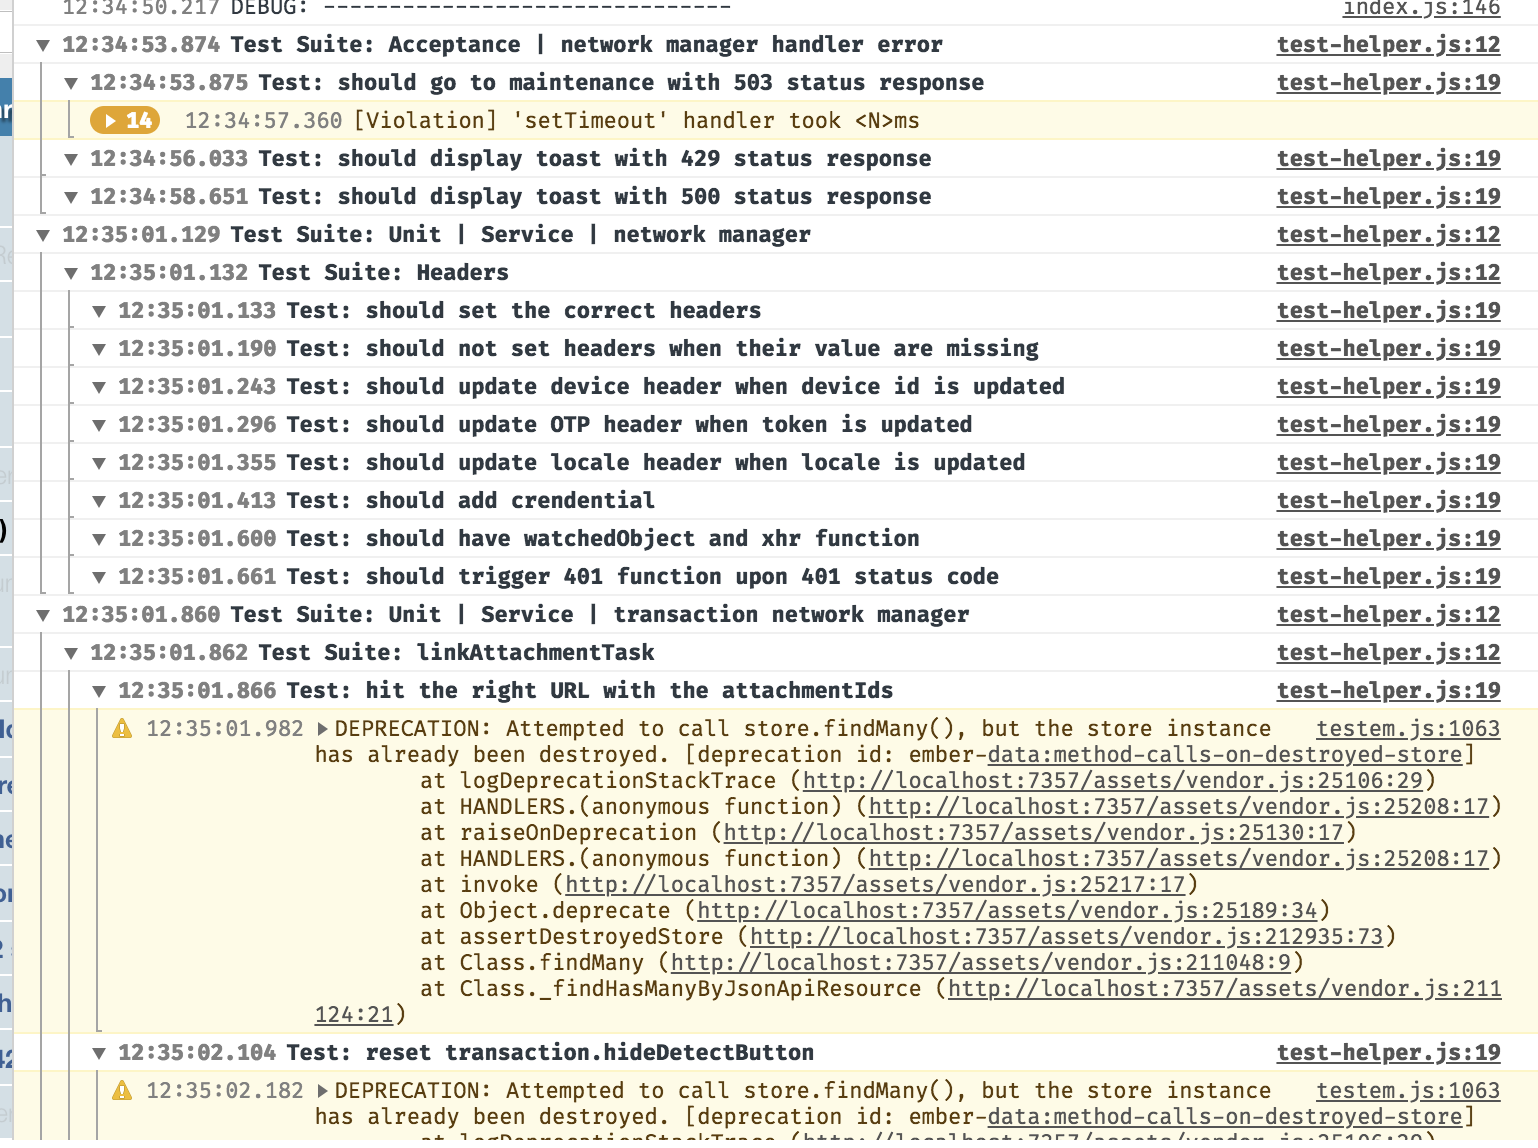 12:34:50.217 DEBUG: ------------------------------- index.js:146
▼ 12:34:53.874 Test Suite: Acceptance | network manager handler error test-helper.js:12
▼ 12:34:53.875 Test: should go to maintenance with 503 status response test-helper.js:19
▶ 14 12:34:57.360 [Violation] 'setTimeout' handler took <N>ms
▼ 12:34:56.033 Test: should display toast with 429 status response test-helper.js:19
▼ 12:34:58.651 Test: should display toast with 500 status response test-helper.js:19
▼ 12:35:01.129 Test Suite: Unit | Service | network manager test-helper.js:12
▼ 12:35:01.132 Test Suite: Headers test-helper.js:12
▼ 12:35:01.133 Test: should set the correct headers test-helper.js:19
▼ 12:35:01.190 Test: should not set headers when their value are missing test-helper.js:19
▼ 12:35:01.243 Test: should update device header when device id is updated test-helper.js:19
▼ 12:35:01.296 Test: should update OTP header when token is updated test-helper.js:19
▼ 12:35:01.355 Test: should update locale header when locale is updated test-helper.js:19
▼ 12:35:01.413 Test: should add crendential test-helper.js:19
▼ 12:35:01.600 Test: should have watchedObject and xhr function test-helper.js:19
▼ 12:35:01.661 Test: should trigger 401 function upon 401 status code test-helper.js:19
▼ 12:35:01.860 Test Suite: Unit | Service | transaction network manager test-helper.js:12
▼ 12:35:01.862 Test Suite: linkAttachmentTask test-helper.js:12
▼ 12:35:01.866 Test: hit the right URL with the attachmentIds test-helper.js:19
12:35:01.982 ▶ DEPRECATION: Attempted to call store.findMany(), but the store instance testem.js:1063
has already been destroyed. [deprecation id: ember-data:method-calls-on-destroyed-store]
at logDeprecationStackTrace (http://localhost:7357/assets/vendor.js:25106:29)
at HANDLERS.(anonymous function) (http://localhost:7357/assets/vendor.js:25208:17)
at raiseOnDeprecation (http://localhost:7357/assets/vendor.js:25130:17)
at HANDLERS.(anonymous function) (http://localhost:7357/assets/vendor.js:25208:17)
at invoke (http://localhost:7357/assets/vendor.js:25217:17)
at Object.deprecate (http://localhost:7357/assets/vendor.js:25189:34)
at assertDestroyedStore (http://localhost:7357/assets/vendor.js:212935:73)
at Class.findMany (http://localhost:7357/assets/vendor.js:211048:9)
at Class._findHasManyByJsonApiResource (http://localhost:7357/assets/vendor.js:211
124:21)
▼ 12:35:02.104 Test: reset transaction.hideDetectButton test-helper.js:19
12:35:02.182 ▶ DEPRECATION: Attempted to call store.findMany(), but the store instance testem.js:1063
has already been destroyed. [deprecation id: ember-data:method-calls-on-destroyed-store]